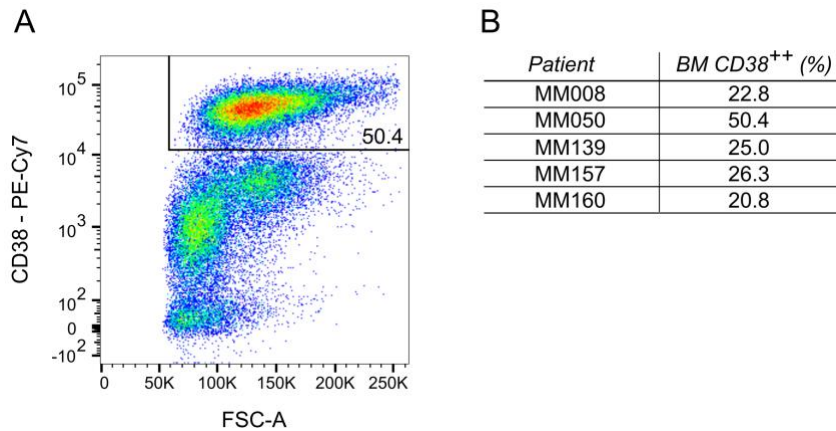 A
CD38 - PE-Cy7
10⁵
10⁴
10³
10²
0
-10²
50.4
0 50K 100K 150K 200K 250K
FSC-A
B
Patient BM CD38⁺⁺ (%)
MM008 22.8
MM050 50.4
MM139 25.0
MM157 26.3
MM160 20.8